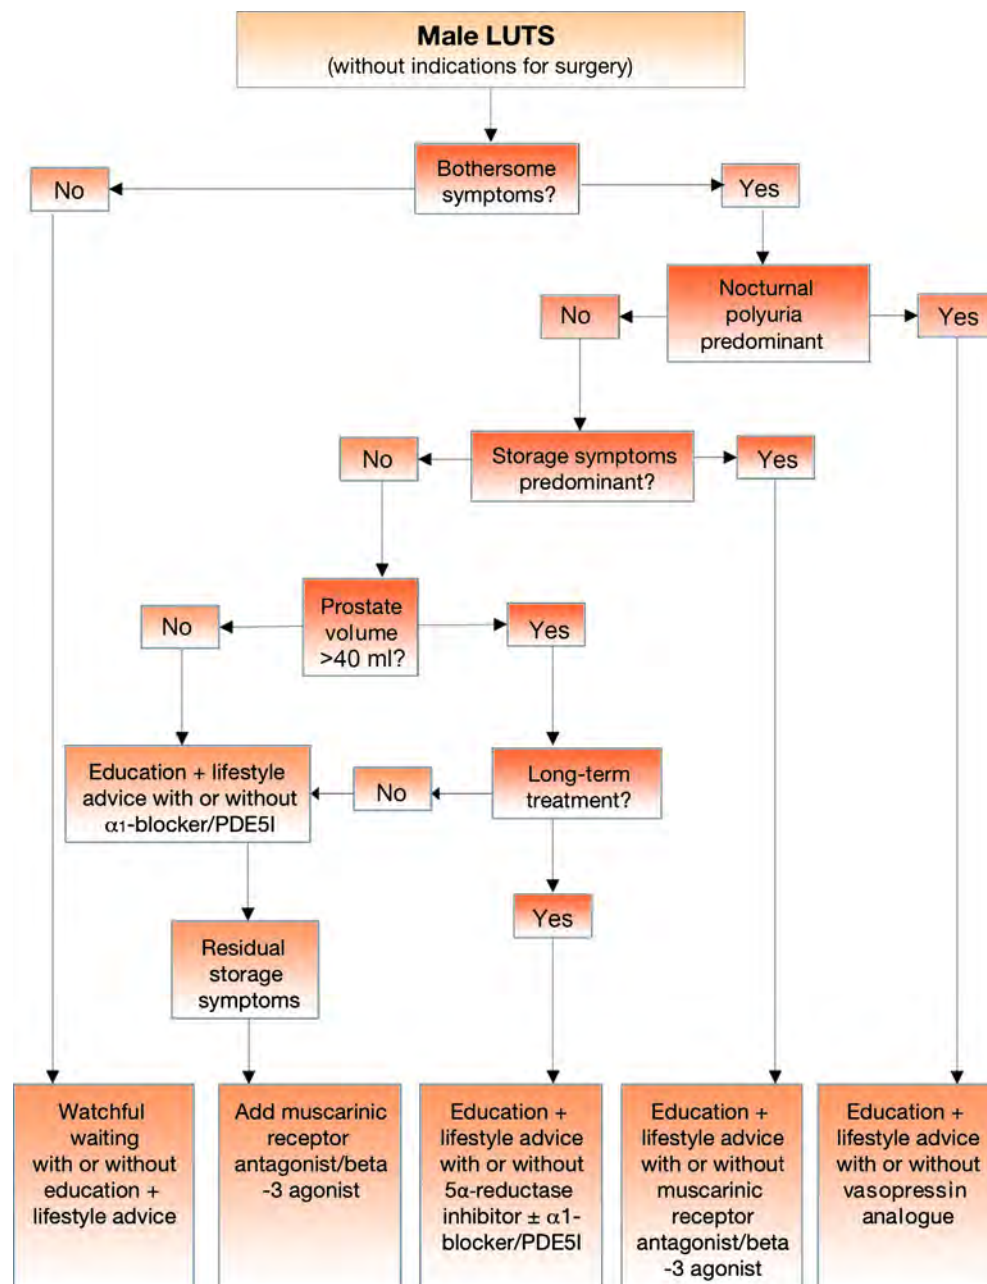 Male LUTS
(without indications for surgery)
Bothersome
symptoms?
No
Yes
Nocturnal
polyuria
predominant
No
Yes
Storage symptoms
predominant?
No
Yes
Prostate
volume
>40 ml?
No
Yes
Education + lifestyle
advice with or without
α1-blocker/PDE5I
No
Long-term
treatment?
Yes
Residual
storage
symptoms
Watchful
waiting
with or without
education +
lifestyle advice
Add muscarinic
receptor
antagonist/beta
-3 agonist
Education +
lifestyle advice
with or without
5α-reductase
inhibitor ± α1-
blocker/PDE5I
Education +
lifestyle advice
with or without
muscarinic
receptor
antagonist/beta
-3 agonist
Education +
lifestyle advice
with or without
vasopressin
analogue